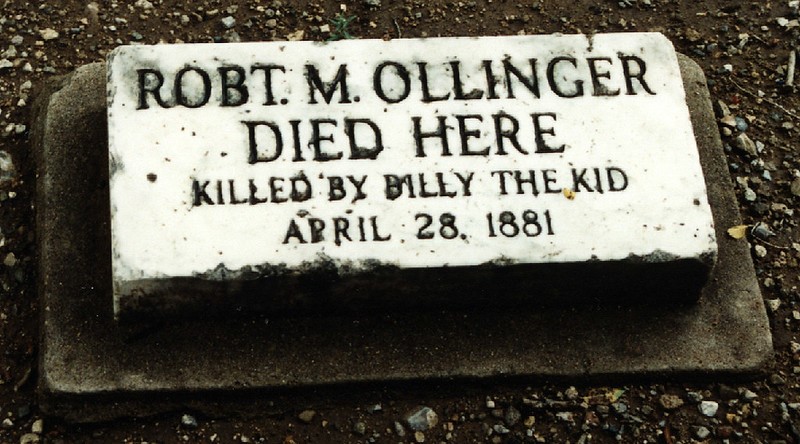 ROBT. M. OLLINGER
DIED HERE
KILLED BY BILLY THE KID
APRIL 28, 1881